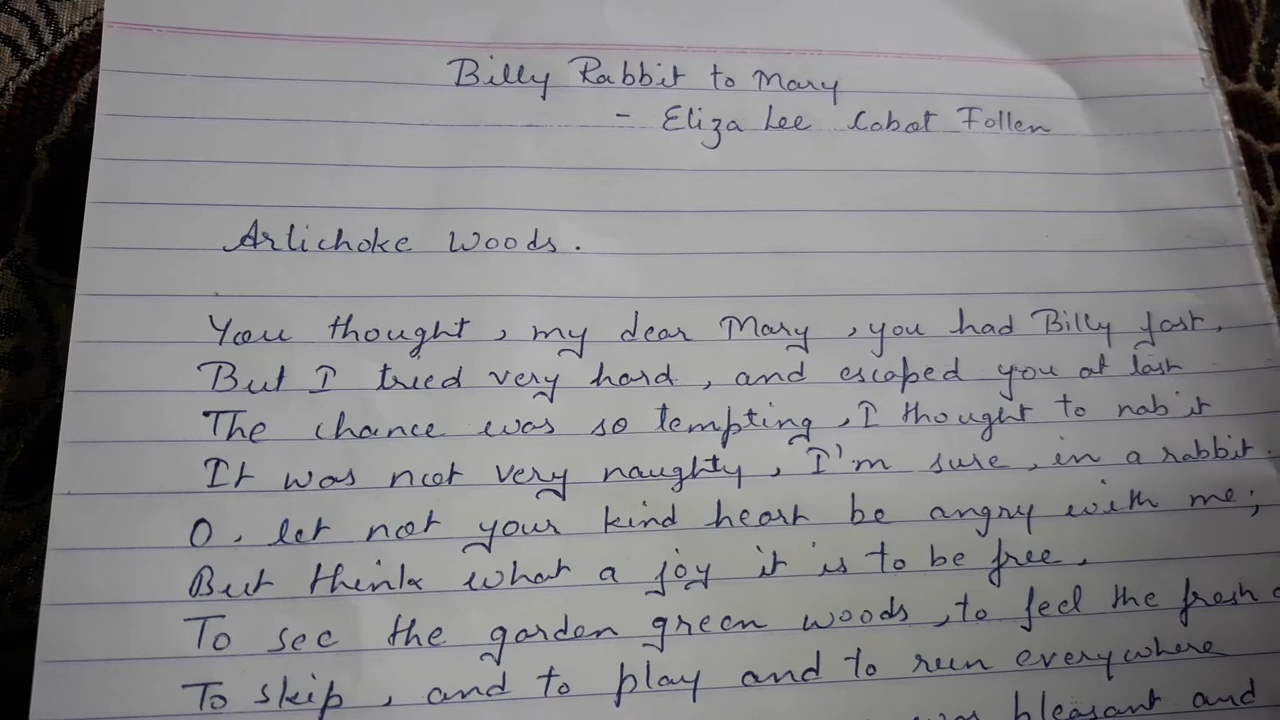 Billy Rabbit to Mary
- Eliza Lee Cabot Follen
Artichoke Woods.
You thought, my dear Mary, you had Billy fast,
But I tried very hard, and escaped you at last
The chance was so tempting, I thought to nab it
It was not very naughty, I'm sure, in a rabbit.
O, let not your kind heart be angry with me;
But think what a joy it is to be free,
To see the garden green woods, to feel the fresh
To skip, and to play and to run everywhere
pleasant and